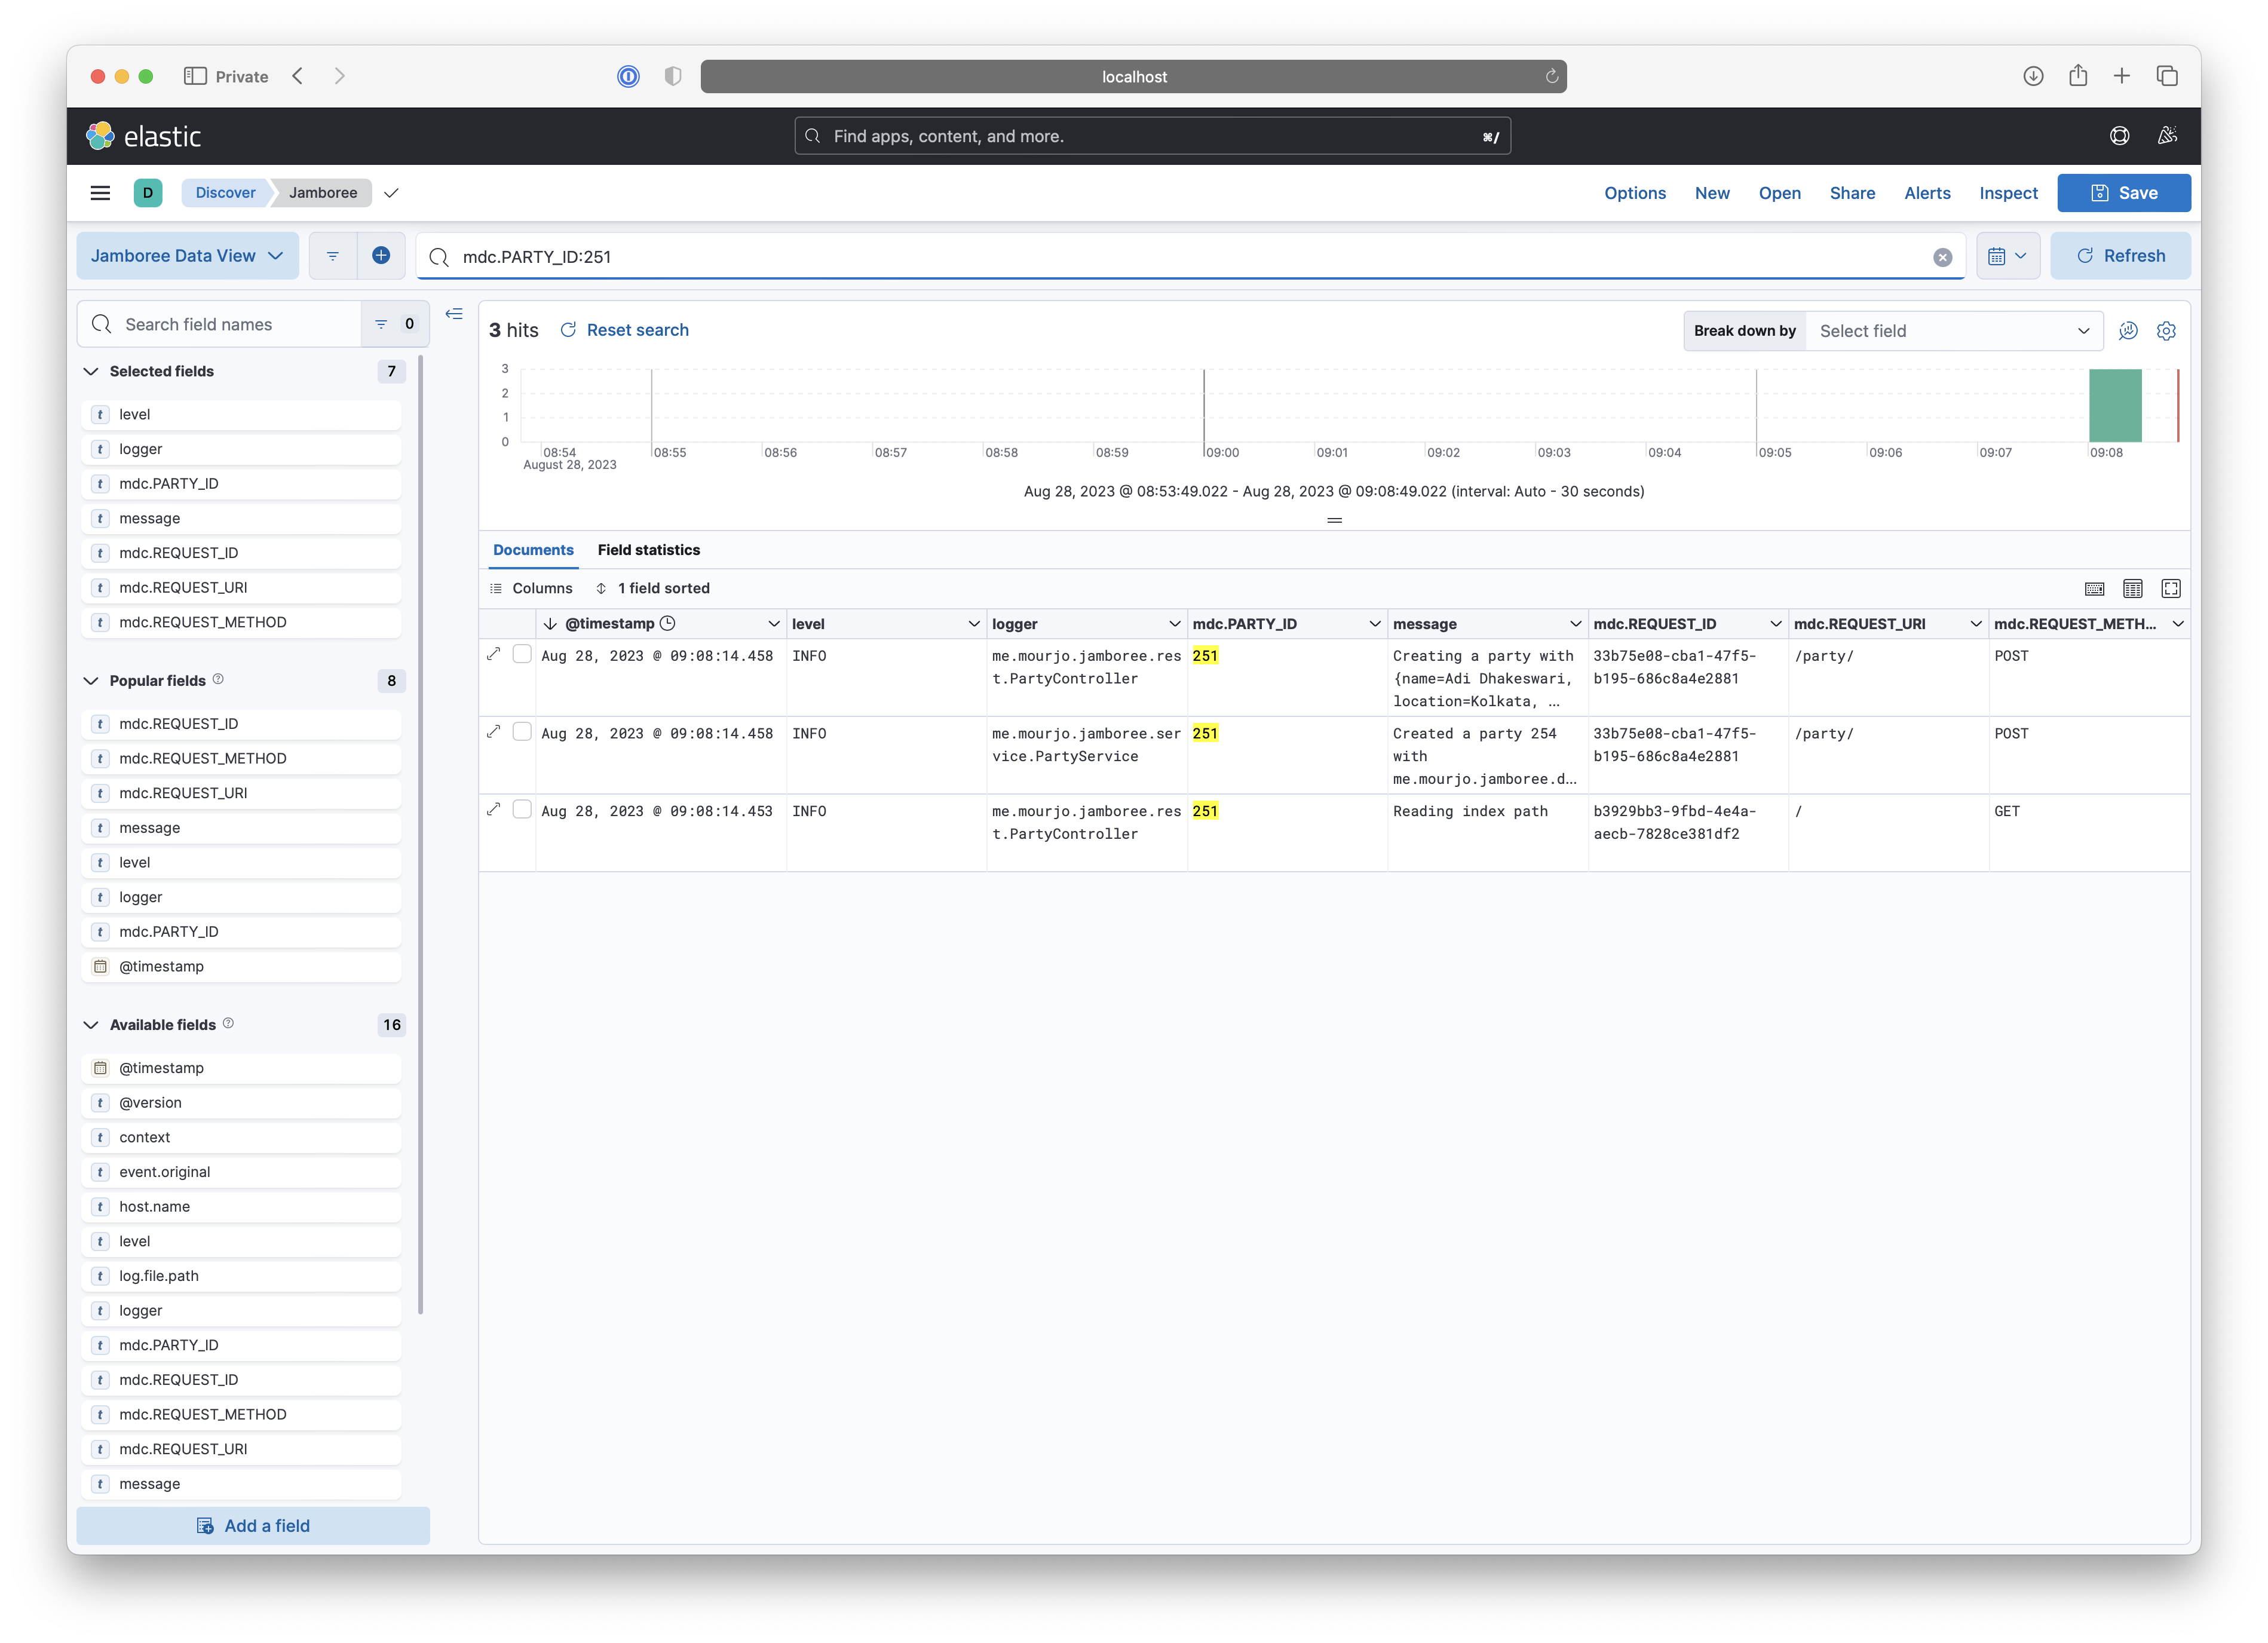 Private
localhost
elastic
Find apps, content, and more.
⌘/
D
Discover
Jamboree
Options
New
Open
Share
Alerts
Inspect
Save
Jamboree Data View
mdc.PARTY_ID:251
Refresh
Search field names
0
Selected fields
7
t level
t logger
t mdc.PARTY_ID
t message
t mdc.REQUEST_ID
t mdc.REQUEST_URI
t mdc.REQUEST_METHOD
Popular fields
8
t mdc.REQUEST_ID
t mdc.REQUEST_METHOD
t mdc.REQUEST_URI
t message
t level
t logger
t mdc.PARTY_ID
@timestamp
Available fields
16
@timestamp
t @version
t context
t event.original
t host.name
t level
t log.file.path
t logger
t mdc.PARTY_ID
t mdc.REQUEST_ID
t mdc.REQUEST_METHOD
t mdc.REQUEST_URI
t message
Add a field
3 hits
Reset search
Break down by
Select field
3
2
1
0
08:54 08:55 08:56 08:57 08:58 08:59 09:00 09:01 09:02 09:03 09:04 09:05 09:06 09:07 09:08
August 28, 2023
Aug 28, 2023 @ 08:53:49.022 - Aug 28, 2023 @ 09:08:49.022 (interval: Auto - 30 seconds)
Documents
Field statistics
Columns
1 field sorted
@timestamp
level
logger
mdc.PARTY_ID
message
mdc.REQUEST_ID
mdc.REQUEST_URI
mdc.REQUEST_METH...
Aug 28, 2023 @ 09:08:14.458
INFO
me.mourjo.jamboree.res
t.PartyController
251
Creating a party with
{name=Adi Dhakeswari,
location=Kolkata, ...
33b75e08-cba1-47f5-
b195-686c8a4e2881
/party/
POST
Aug 28, 2023 @ 09:08:14.458
INFO
me.mourjo.jamboree.ser
vice.PartyService
251
Created a party 254
with
me.mourjo.jamboree.d...
33b75e08-cba1-47f5-
b195-686c8a4e2881
/party/
POST
Aug 28, 2023 @ 09:08:14.453
INFO
me.mourjo.jamboree.res
t.PartyController
251
Reading index path
b3929bb3-9fbd-4e4a-
aecb-7828ce381df2
/
GET